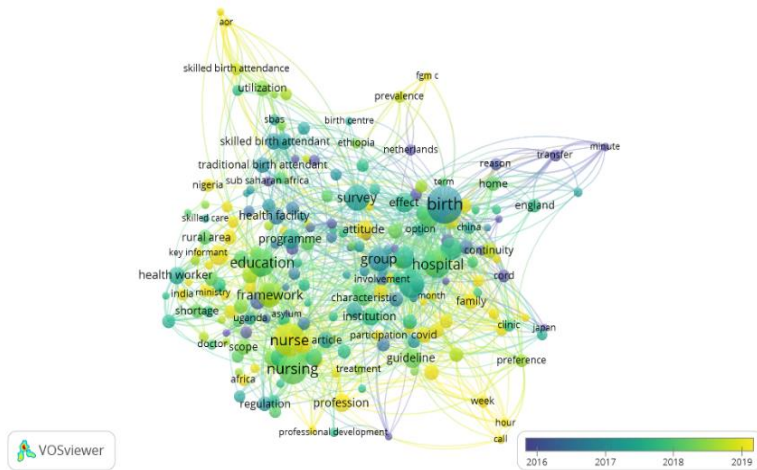 aor
skilled birth attendance
fgm c
utilization
prevalence
sbas
birth centre
skilled birth attendant
ethiopia
netherlands
minute
traditional birth attendant
reason
transfer
sub saharan africa
term
nigeria
home
survey
effect
birth
england
skilled care
health facility
rural area
programme
attitude
option
china
key informant
education
group
hospital
continuity
health worker
involvement
cord
india
ministry
framework
characteristic
month
family
shortage
uganda
asylum
institution
clinic
japan
doctor
scope
nurse
article
participation
covid
nursing
guideline
preference
africa
treatment
regulation
profession
week
professional development
hour
call
VOSviewer
2016 2017 2018 2019